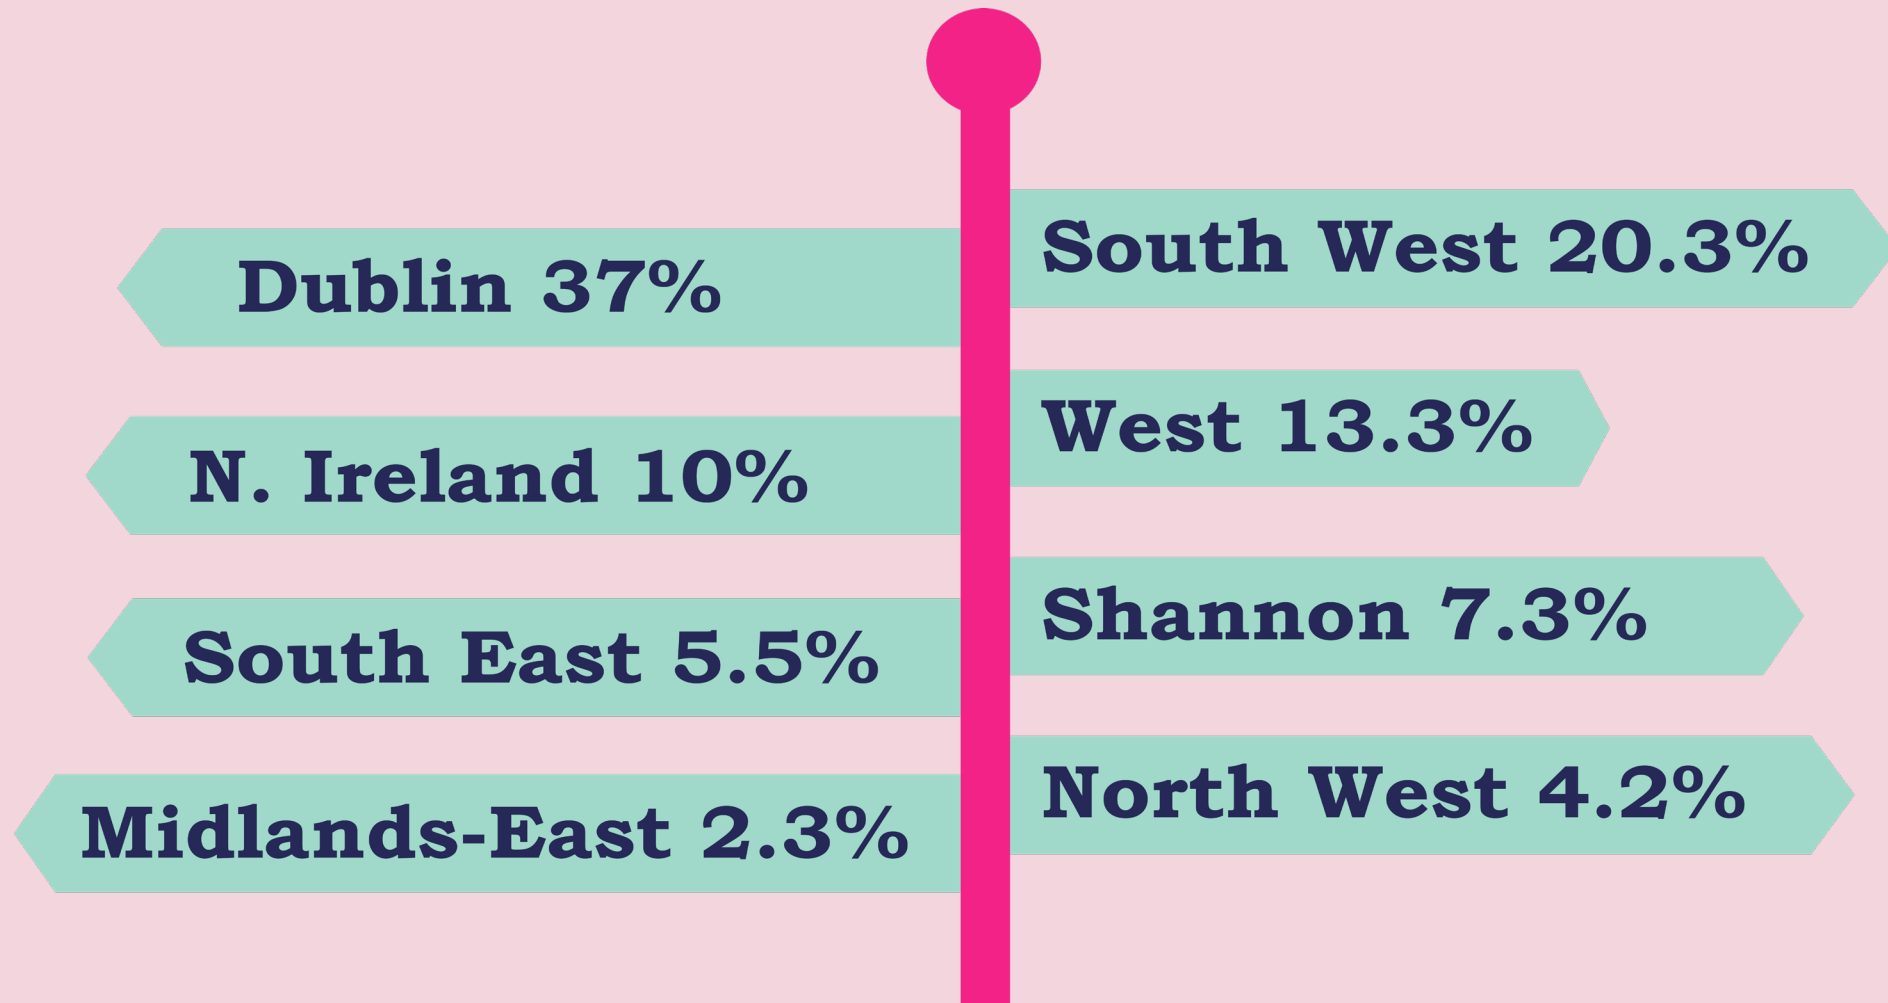 Dublin 37%
N. Ireland 10%
South East 5.5%
Midlands-East 2.3%
South West 20.3%
West 13.3%
Shannon 7.3%
North West 4.2%